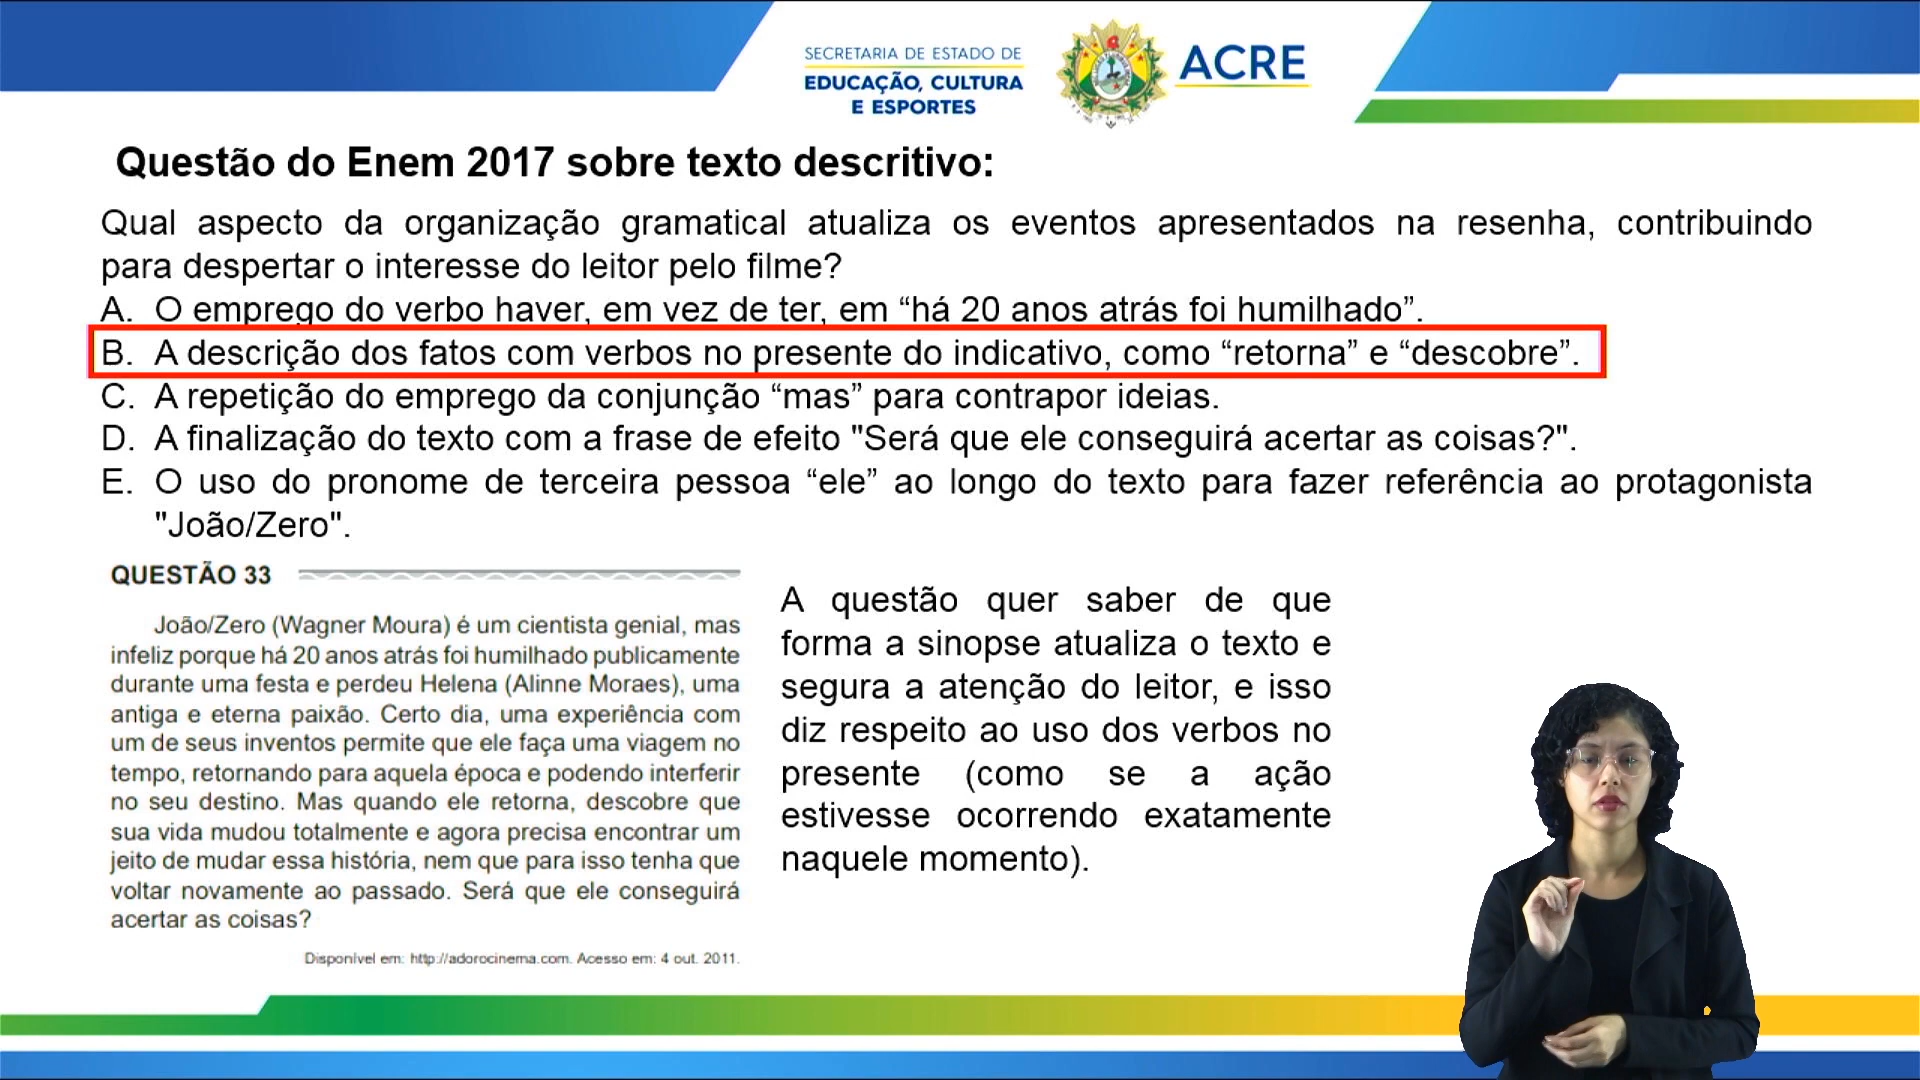 SECRETARIA DE ESTADO DE
EDUCAÇÃO, CULTURA
E ESPORTES
ACRE
Questão do Enem 2017 sobre texto descritivo:
Qual aspecto da organização gramatical atualiza os eventos apresentados na resenha, contribuindo
para despertar o interesse do leitor pelo filme?
A. O emprego do verbo haver, em vez de ter, em “há 20 anos atrás foi humilhado”.
B. A descrição dos fatos com verbos no presente do indicativo, como “retorna” e “descobre”.
C. A repetição do emprego da conjunção “mas” para contrapor ideias.
D. A finalização do texto com a frase de efeito "Será que ele conseguirá acertar as coisas?".
E. O uso do pronome de terceira pessoa “ele” ao longo do texto para fazer referência ao protagonista
"João/Zero".
QUESTÃO 33
João/Zero (Wagner Moura) é um cientista genial, mas
infeliz porque há 20 anos atrás foi humilhado publicamente
durante uma festa e perdeu Helena (Alinne Moraes), uma
antiga e eterna paixão. Certo dia, uma experiência com
um de seus inventos permite que ele faça uma viagem no
tempo, retornando para aquela época e podendo interferir
no seu destino. Mas quando ele retorna, descobre que
sua vida mudou totalmente e agora precisa encontrar um
jeito de mudar essa história, nem que para isso tenha que
voltar novamente ao passado. Será que ele conseguirá
acertar as coisas?
Disponível em: http://adorocinema.com. Acesso em: 4 out. 2011.
A questão quer saber de que
forma a sinopse atualiza o texto e
segura a atenção do leitor, e isso
diz respeito ao uso dos verbos no
presente (como se a ação
estivesse ocorrendo exatamente
naquele momento).